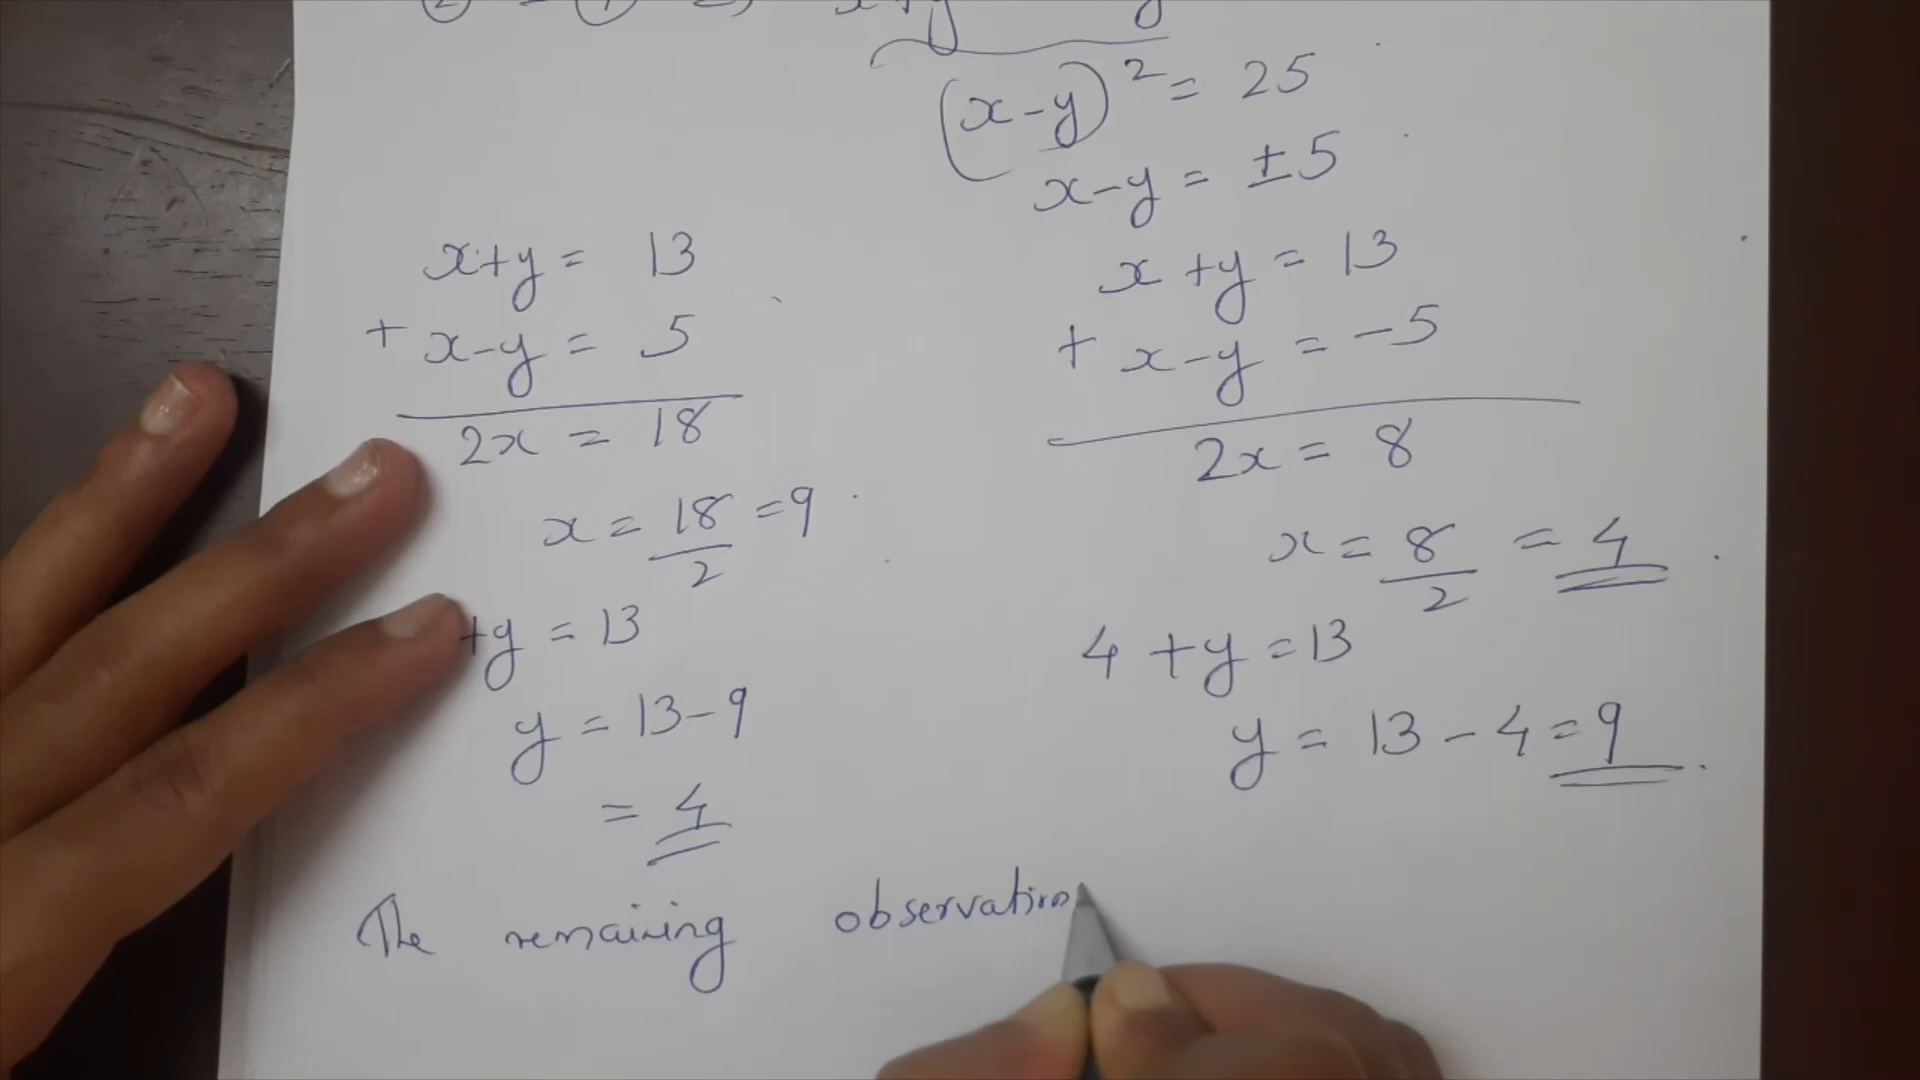 (x-y)² = 25
x-y = ±5
x+y = 13
+ x-y = 5
2x = 18
x = 18/2 = 9
+y = 13
y = 13-9
= 4
x+y = 13
+ x-y = -5
2x = 8
x = 8/2 = 4
4+y = 13
y = 13-4 = 9
The remaining observation